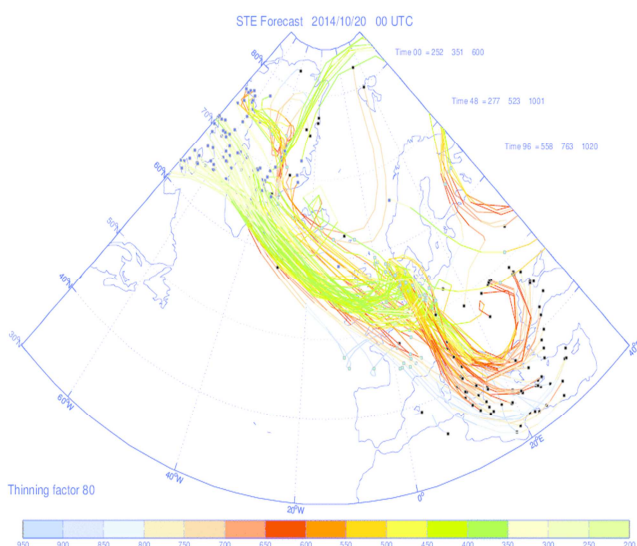 STE Forecast 2014/10/20 00 UTC
Time 00 = 252 351 600
Time 48 = 277 523 1001
Time 96 = 558 763 1020
80°N
70°N
60°N
50°N
40°N
30°N
60°W
40°W
20°W
0°
20°E
40°
Thinning factor 80
950 900 850 800 750 700 650 600 550 500 450 400 350 300 250 200